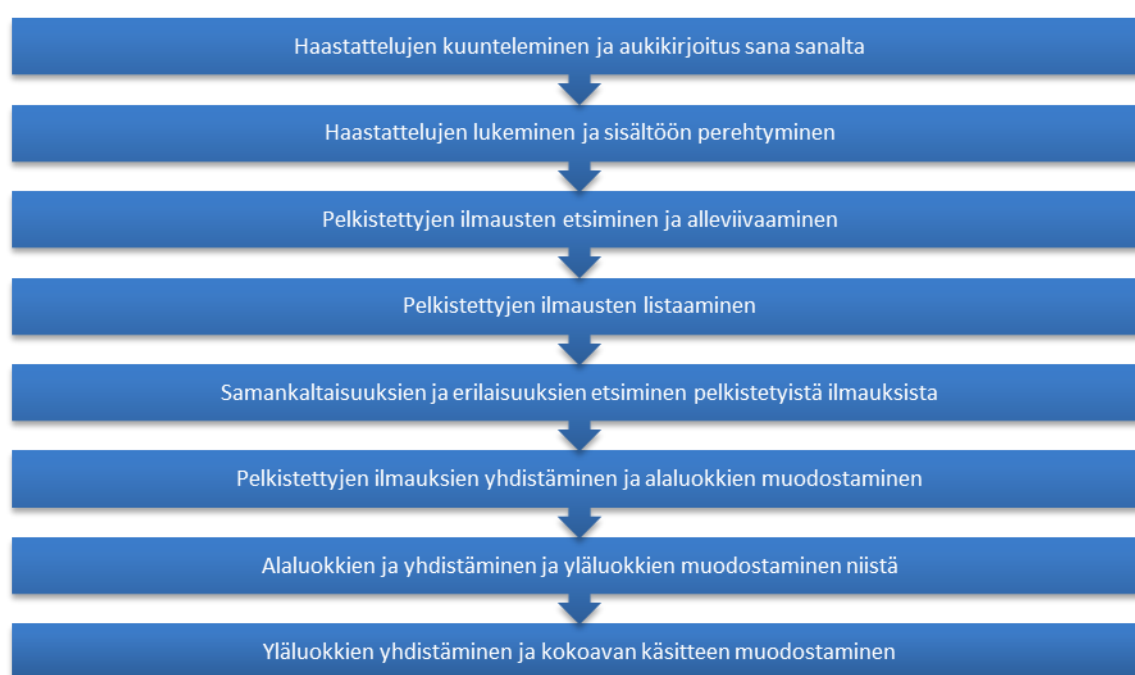 Haastattelujen kuunteleminen ja aukikirjoitus sana sanalta
Haastattelujen lukeminen ja sisältöön perehtyminen
Pelkistettyjen ilmausten etsiminen ja alleviivaaminen
Pelkistettyjen ilmausten listaaminen
Samankaltaisuuksien ja erilaisuuksien etsiminen pelkistetyistä ilmauksista
Pelkistettyjen ilmauksien yhdistäminen ja alaluokkien muodostaminen
Alaluokkien ja yhdistäminen ja yläluokkien muodostaminen niistä
Yläluokkien yhdistäminen ja kokoavan käsitteen muodostaminen